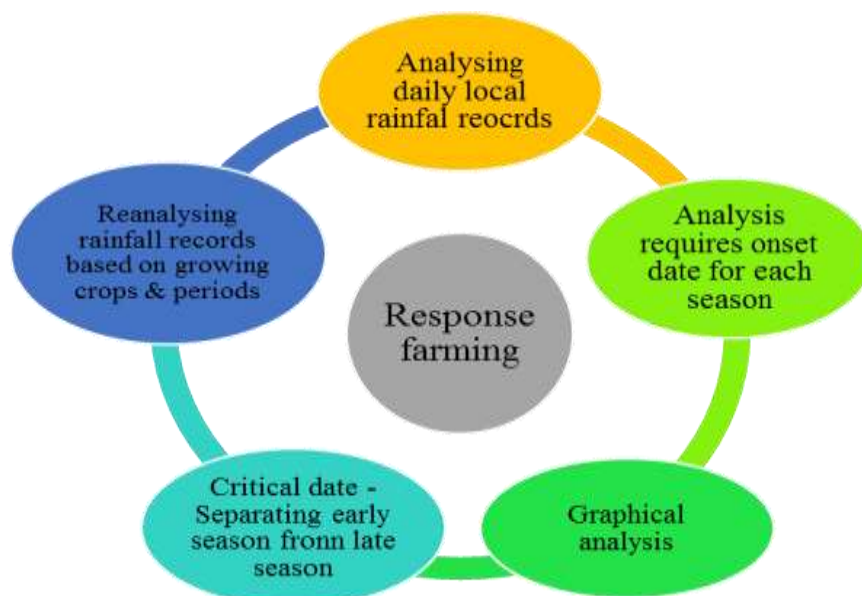 Analysing
daily local
rainfal reocrds
Analysis
requires onset
date for each
season
Graphical
analysis
Critical date -
Separating early
season fronn late
season
Reanalysing
rainfall records
based on growing
crops & periods
Response
farming